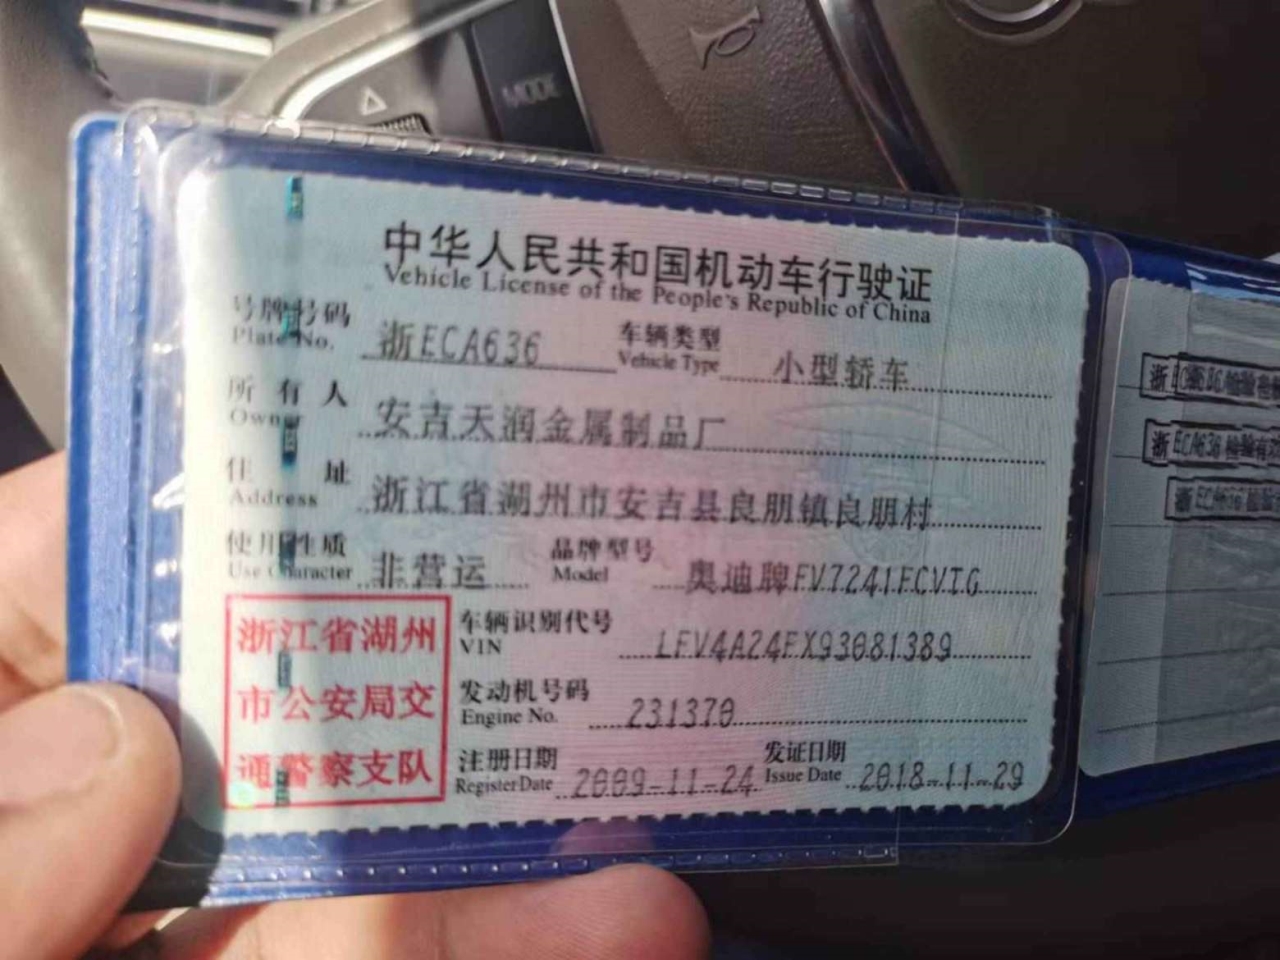 MODE
中华人民共和国机动车行驶证
Vehicle License of the People's Republic of China
号牌号码 浙ECA636 车辆类型 小型轿车
Plate No. Vehicle Type
所有人 安吉天润金属制品厂
Owner
住址 浙江省湖州市安吉县良朋镇良朋村
Address
使用性质 非营运 品牌型号 奥迪牌FV7241FCVTG
Use Character Model
浙江省湖州
市公安局交
通警察支队
车辆识别代号 LFV4A24FX93081389
VIN
发动机号码 231370
Engine No.
注册日期 2009-11-24 发证日期 2018-11-29
Register Date Issue Date